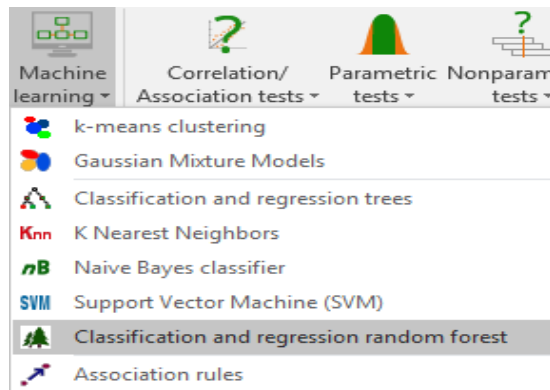 ?
?
Machine Correlation/ Parametric Nonparam
learning Association tests tests tests
k-means clustering
Gaussian Mixture Models
Classification and regression trees
Knn K Nearest Neighbors
nB Naive Bayes classifier
SVM Support Vector Machine (SVM)
Classification and regression random forest
Association rules